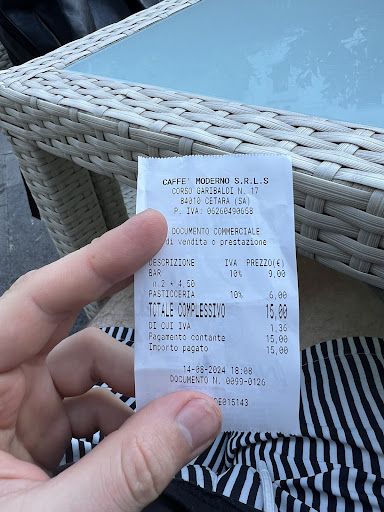 CAFFE' MODERNO S.R.L.S
CORSO GARIBALDI N. 17
84010 CETARA (SA)
P. IVA: 06260490658
DOCUMENTO COMMERCIALE
di vendita o prestazione
DESCRIZIONE IVA PREZZO(€)
BAR 10% 9,00
n.2 * 4,50
PASTICCERIA 10% 6,00
TOTALE COMPLESSIVO 15,00
DI CUI IVA 1,36
Pagamento contante 15,00
Importo pagato 15,00
14-08-2024 18:08
DOCUMENTO N. 0099-0126